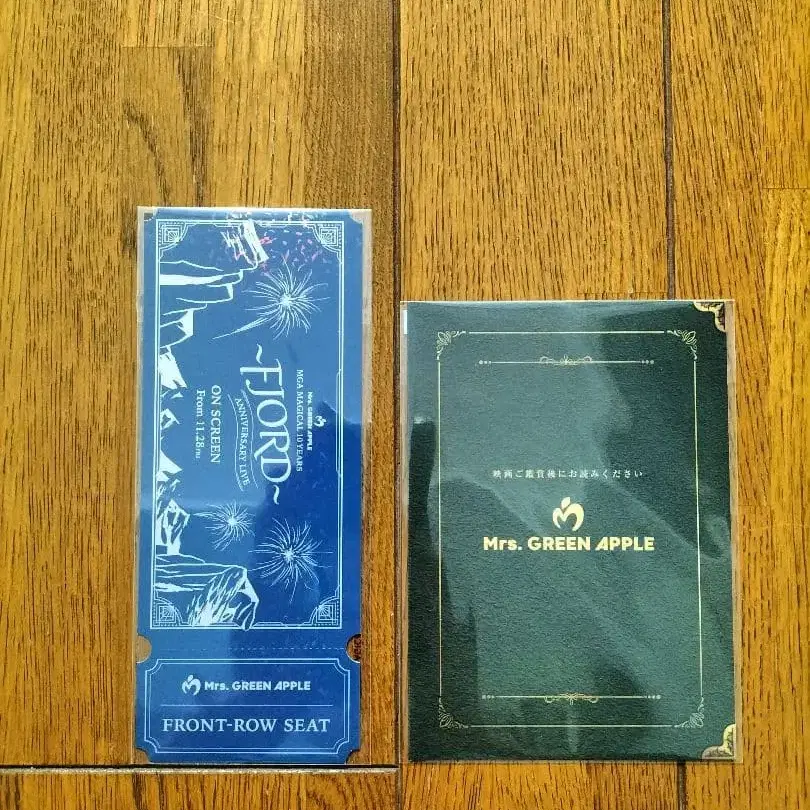 Mrs. GREEN APPLE
MGA MAGICAL 10 YEARS
~FJORD~
ANNIVERSARY LIVE
ON SCREEN
From 11.28 FRI
Mrs. GREEN APPLE
FRONT-ROW SEAT
映画ご鑑賞後にお読みください
Mrs. GREEN APPLE